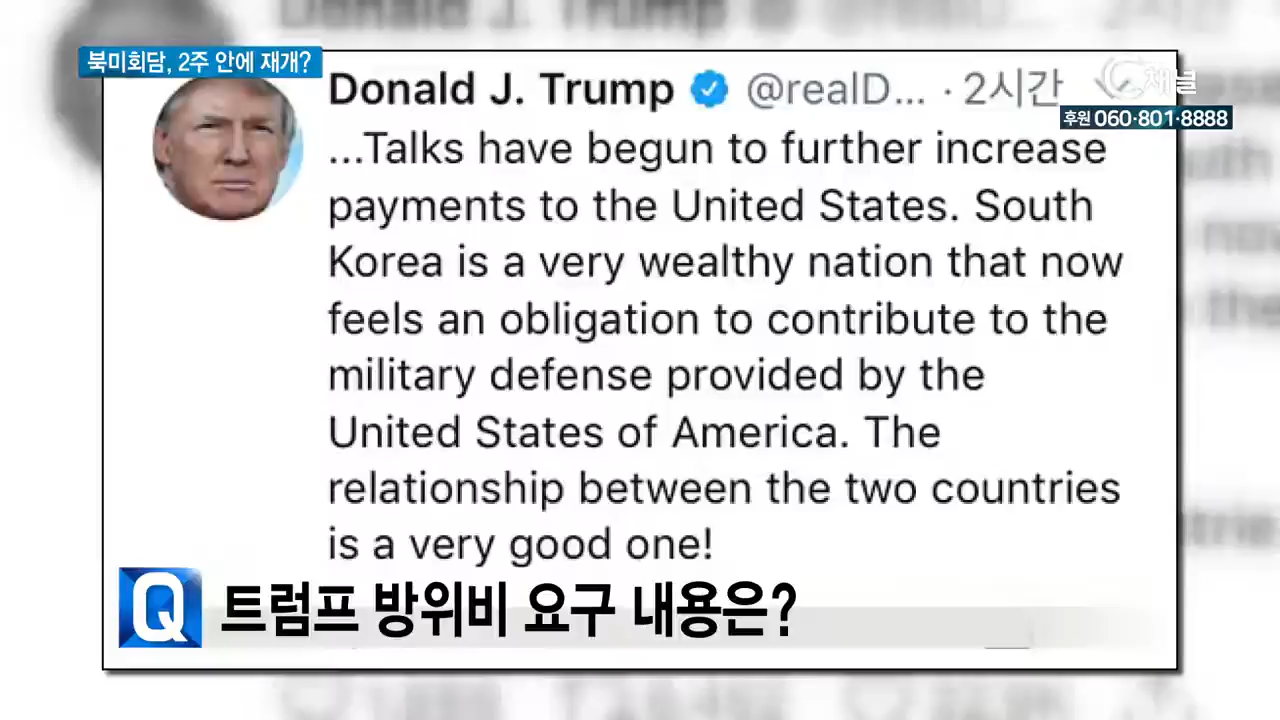 북미회담, 2주 안에 재개?
Donald J. Trump @realD... · 2시간
C채널
후원 060·801·8888
...Talks have begun to further increase
payments to the United States. South
Korea is a very wealthy nation that now
feels an obligation to contribute to the
military defense provided by the
United States of America. The
relationship between the two countries
is a very good one!
Q 트럼프 방위비 요구 내용은?